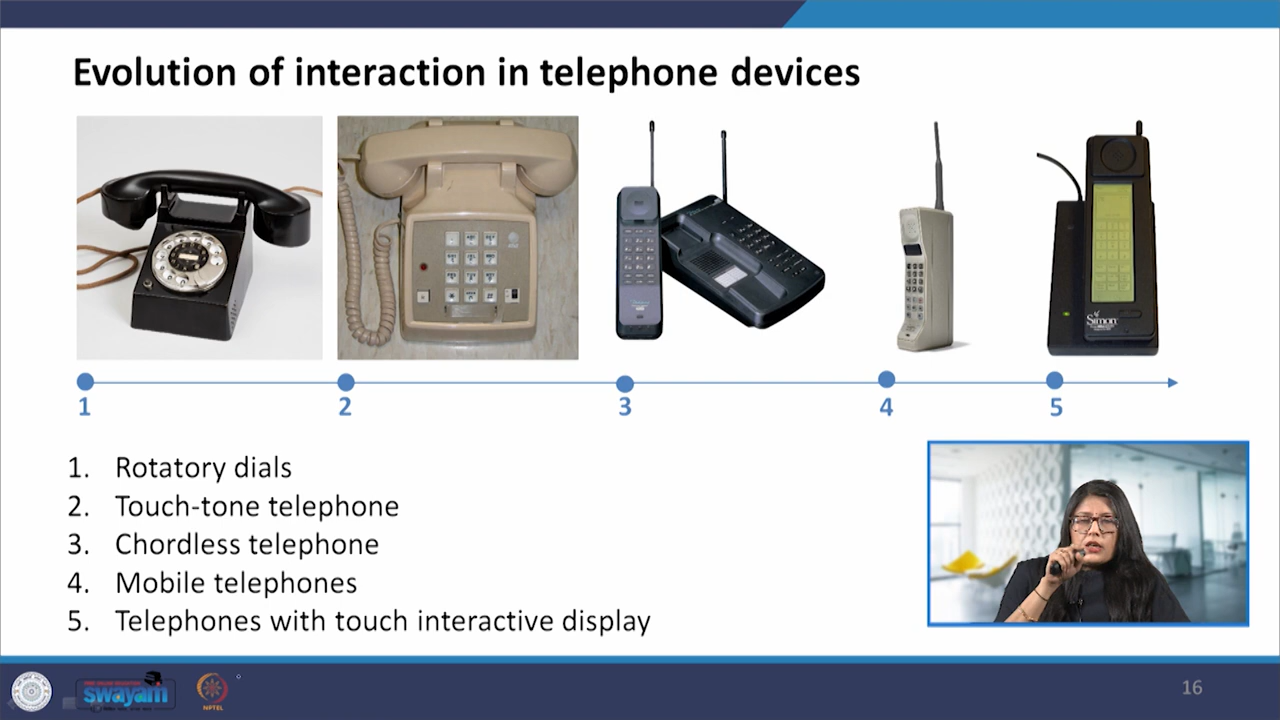 Evolution of interaction in telephone devices
Simon
1
2
3
4
5
1. Rotatory dials
2. Touch-tone telephone
3. Chordless telephone
4. Mobile telephones
5. Telephones with touch interactive display
swayam
NPTEL
16